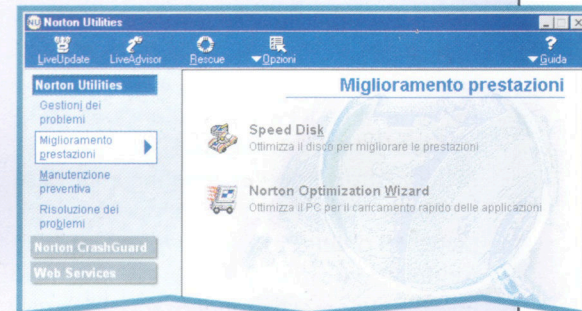 NU Norton Utilities
LiveUpdate LiveAdvisor Rescue Opzioni Guida
Norton Utilities
Gestioni dei
problemi
Miglioramento
prestazioni
Manutenzione
preventiva
Risoluzione dei
problemi
Norton CrashGuard
Web Services
Miglioramento prestazioni
Speed Disk
Ottimizza il disco per migliorare le prestazioni
Norton Optimization Wizard
Ottimizza il PC per il caricamento rapido delle applicazioni